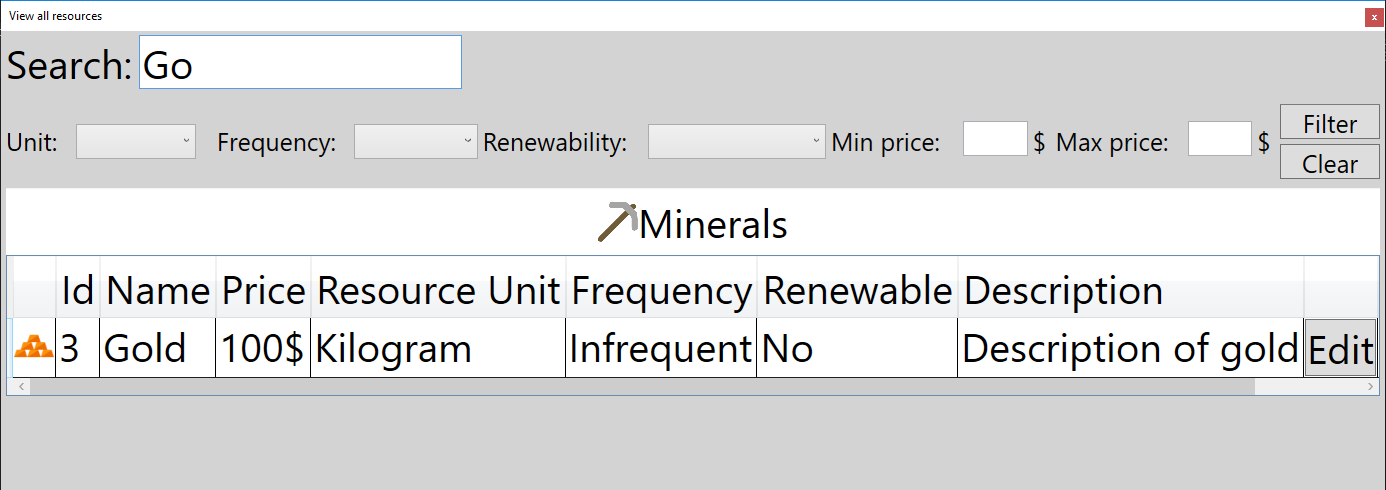 View all resources x
Search: Go
Unit: Frequency: Renewability: Min price: $ Max price: $ Filter
Clear
Minerals
Id Name Price Resource Unit Frequency Renewable Description
3 Gold 100$ Kilogram Infrequent No Description of gold Edit